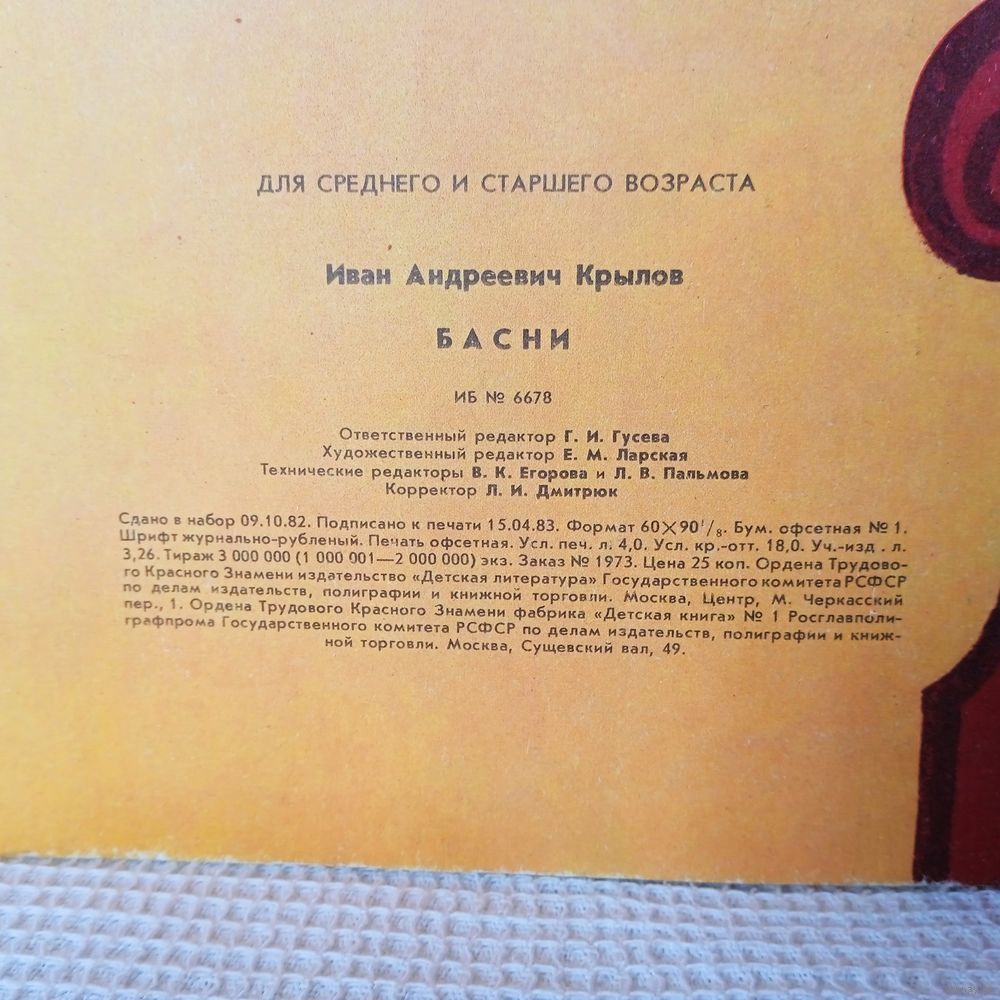 ДЛЯ СРЕДНЕГО И СТАРШЕГО ВОЗРАСТА
Иван Андреевич Крылов
БАСНИ
ИБ № 6678
Ответственный редактор Г. И. Гусева
Художественный редактор Е. М. Ларская
Технические редакторы В. К. Егорова и Л. В. Пальмова
Корректор Л. И. Дмитрюк
Сдано в набор 09.10.82. Подписано к печати 15.04.83. Формат 60×90¹/₈. Бум. офсетная № 1.
Шрифт журнально-рубленый. Печать офсетная. Усл. печ. л. 4,0. Усл. кр.-отт. 18,0. Уч.-изд. л.
3,26. Тираж 3 000 000 (1 000 001—2 000 000) экз. Заказ № 1973. Цена 25 коп. Ордена Трудово-
го Красного Знамени издательство «Детская литература» Государственного комитета РСФСР
по делам издательств, полиграфии и книжной торговли. Москва, Центр, М. Черкасский
пер., 1. Ордена Трудового Красного Знамени фабрика «Детская книга» № 1 Росглавполи-
графпрома Государственного комитета РСФСР по делам издательств, полиграфии и книж-
ной торговли. Москва, Сущевский вал, 49.